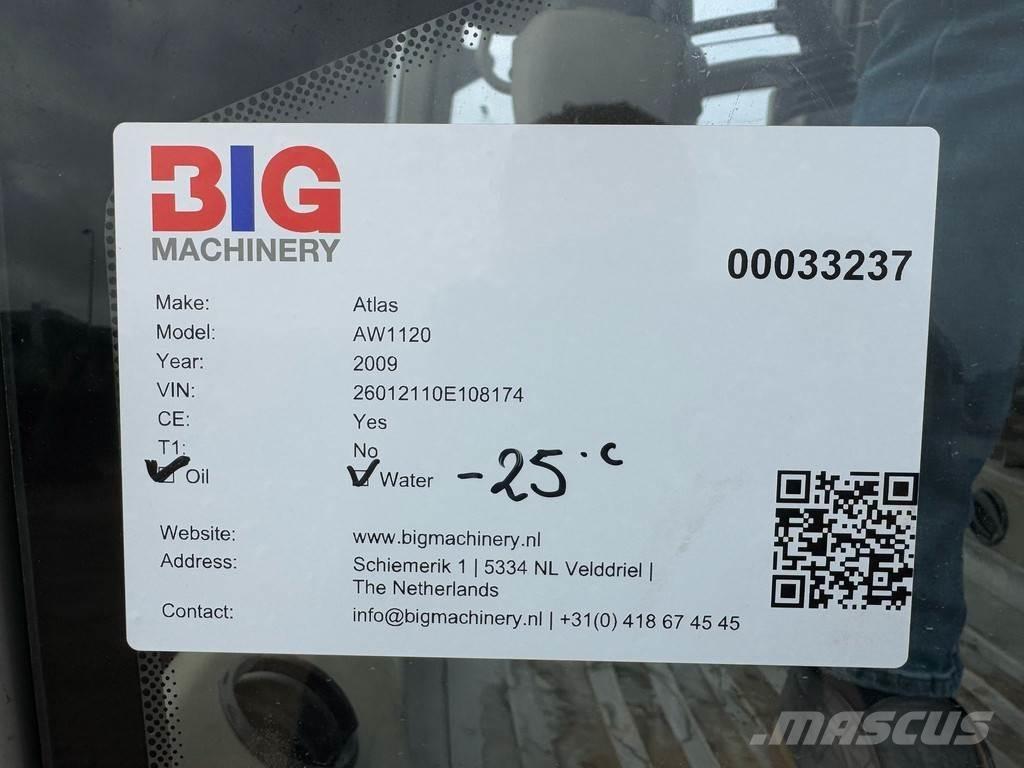 BIG
MACHINERY
00033237
Make: Atlas
Model: AW1120
Year: 2009
VIN: 26012110E108174
CE: Yes
T1: No
Oil Water -25°C
Website: www.bigmachinery.nl
Address: Schiemerik 1 | 5334 NL Velddriel |
The Netherlands
Contact: info@bigmachinery.nl | +31(0) 418 67 45 45
MASCUS